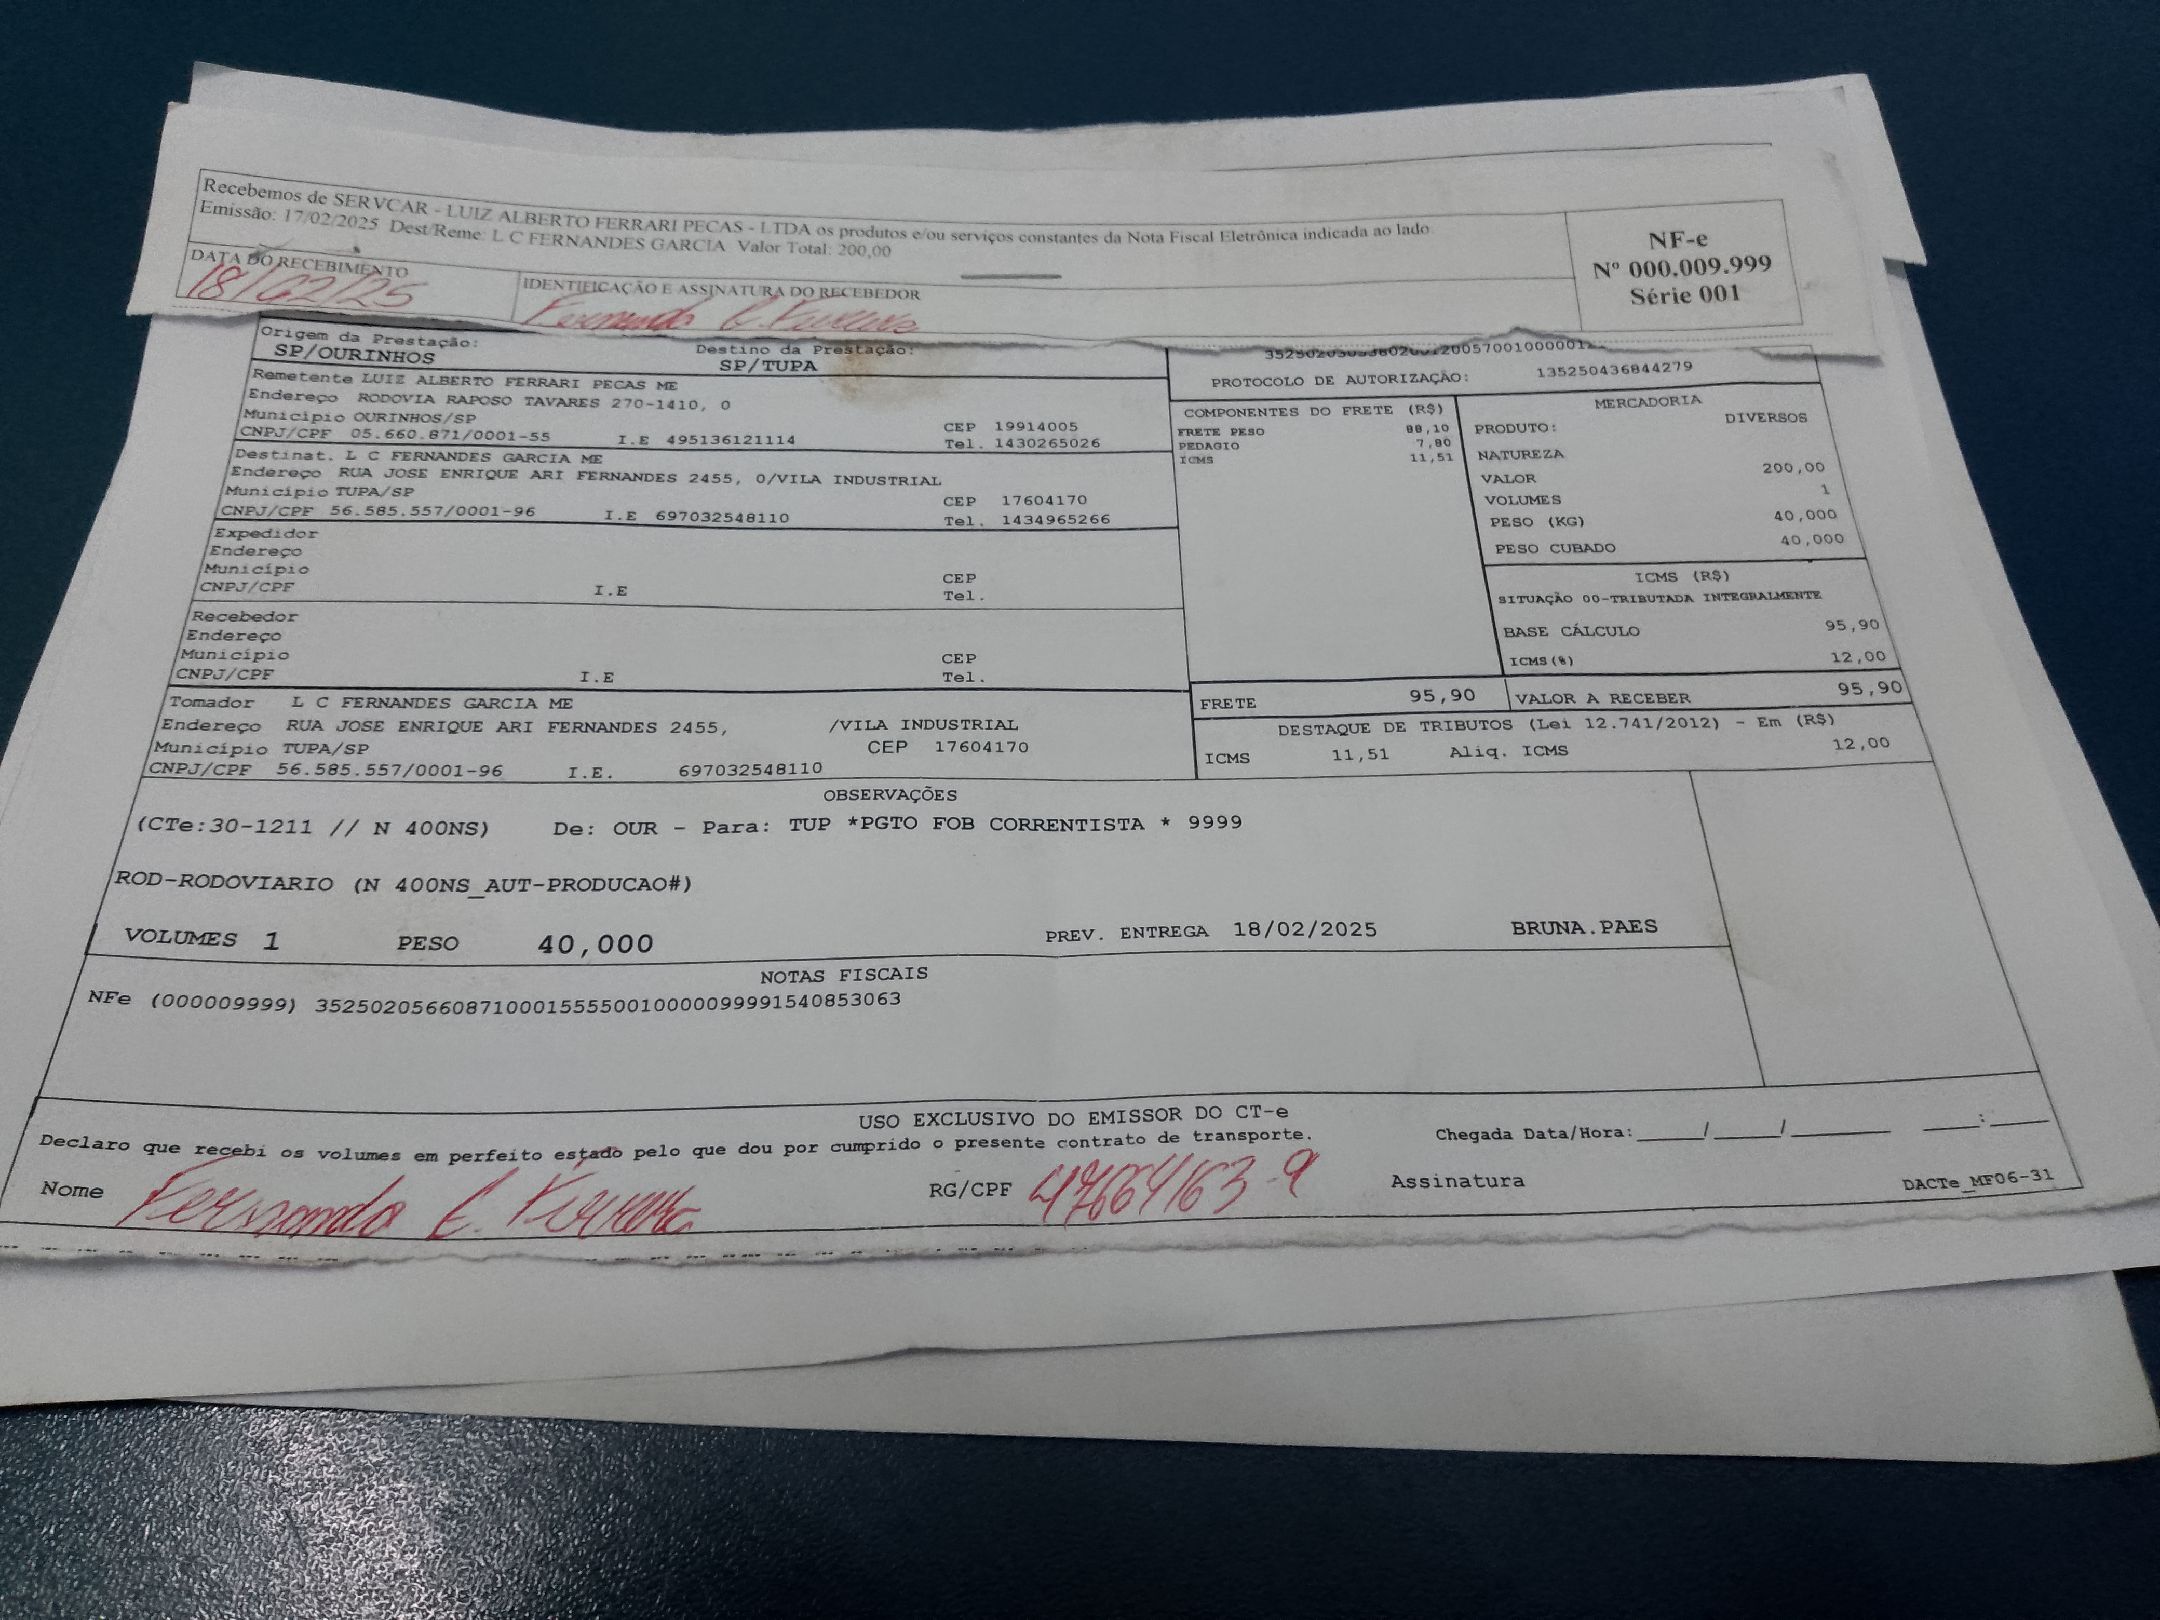 Recebemos de SERVCAR - LUIZ ALBERTO FERRARI PECAS - LTDA os produtos e/ou serviços constantes da Nota Fiscal Eletrônica indicada ao lado
Emissão: 17/02/2025 Dest/Reme: L C FERNANDES GARCIA Valor Total: 200,00
NF-e
Nº 000.009.999
Série 001
DATA DO RECEBIMENTO
18/02/25
IDENTIFICAÇÃO E ASSINATURA DO RECEBEDOR
Fernando
Origem da Prestação:
SP/OURINHOS
Destino da Prestação:
SP/TUPA
PROTOCOLO DE AUTORIZAÇÃO: 135250436844279
Remetente LUIZ ALBERTO FERRARI PECAS ME
Endereço RODOVIA RAPOSO TAVARES 270-1410, 0
Município OURINHOS/SP CEP 19914005
CNPJ/CPF 05.660.871/0001-55 I.E 495136121114 Tel. 1430265026
Destinat. L C FERNANDES GARCIA ME
Endereço RUA JOSE ENRIQUE ARI FERNANDES 2455, 0/VILA INDUSTRIAL
Município TUPA/SP CEP 17604170
CNPJ/CPF 56.585.557/0001-96 I.E 697032548110 Tel. 1434965266
Expedidor
Endereço
Município CEP
CNPJ/CPF I.E Tel.
Recebedor
Endereço
Município CEP
CNPJ/CPF I.E Tel.
Tomador L C FERNANDES GARCIA ME
Endereço RUA JOSE ENRIQUE ARI FERNANDES 2455, /VILA INDUSTRIAL
Município TUPA/SP CEP 17604170
CNPJ/CPF 56.585.557/0001-96 I.E. 697032548110
COMPONENTES DO FRETE (R$)
FRETE PESO 88,10
PEDAGIO 7,80
ICMS 11,51
MERCADORIA
PRODUTO: DIVERSOS
NATUREZA
VALOR 200,00
VOLUMES 1
PESO (KG) 40,000
PESO CUBADO 40,000
ICMS (R$)
SITUAÇÃO 00-TRIBUTADA INTEGRALMENTE
BASE CÁLCULO 95,90
ICMS(%) 12,00
FRETE 95,90 VALOR A RECEBER 95,90
DESTAQUE DE TRIBUTOS (Lei 12.741/2012) - Em (R$)
ICMS 11,51 Aliq. ICMS 12,00
OBSERVAÇÕES
(CTe:30-1211 // N 400NS) De: OUR - Para: TUP *PGTO FOB CORRENTISTA * 9999
ROD-RODOVIARIO (N 400NS_AUT-PRODUCAO#)
VOLUMES 1 PESO 40,000 PREV. ENTREGA 18/02/2025 BRUNA.PAES
NOTAS FISCAIS
NFe (000009999) 35250205660871000155550010000099991540853063
USO EXCLUSIVO DO EMISSOR DO CT-e
Declaro que recebi os volumes em perfeito estado pelo que dou por cumprido o presente contrato de transporte.
Chegada Data/Hora:_____/_____/_______ ____:____
Nome Fernando RG/CPF 47664163-9 Assinatura
DACTe_MF06-31